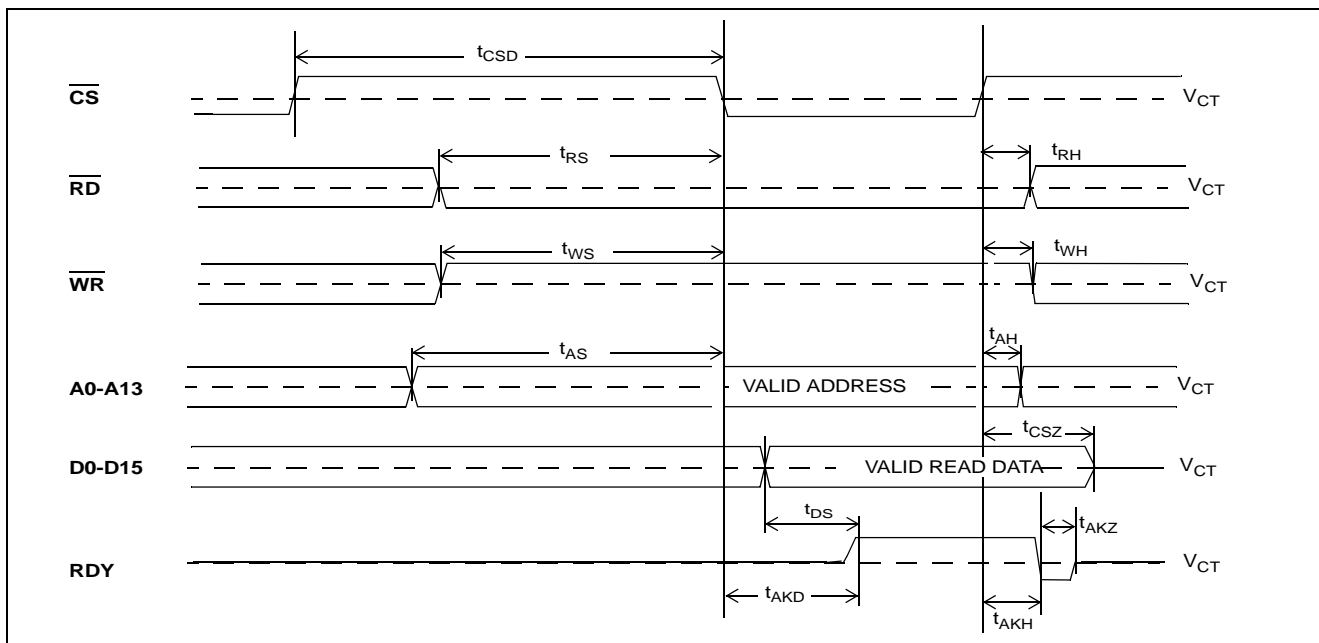 tCSD
CS VCT
tRS tRH
RD VCT
tWS tWH
WR VCT
tAS tAH
A0-A13 VALID ADDRESS VCT
tCSZ
D0-D15 VALID READ DATA VCT
tDS tAKZ
RDY VCT
tAKD tAKH